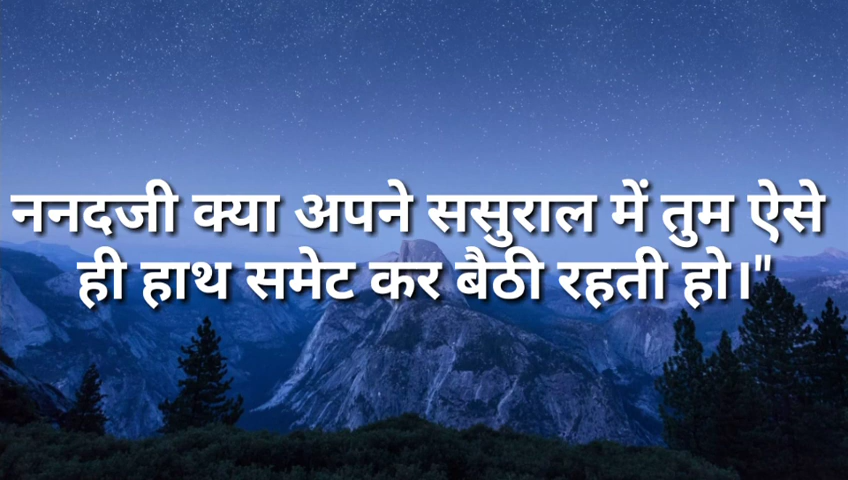 ननदजी क्या अपने ससुराल में तुम ऐसे
ही हाथ समेट कर बैठी रहती हो।"